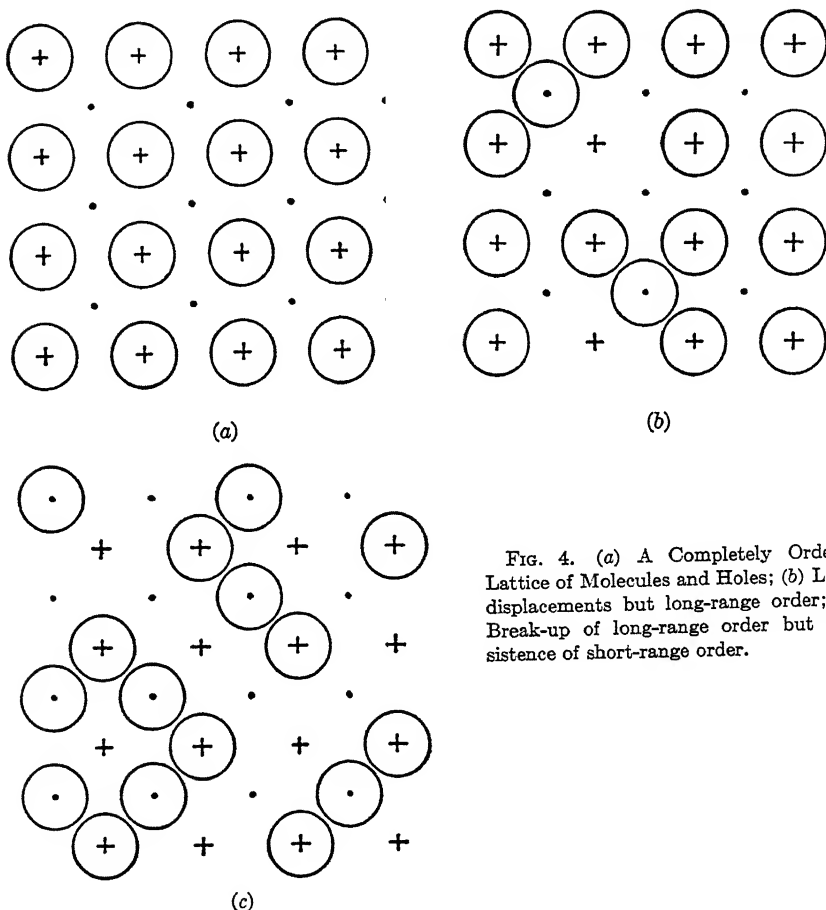 (a)
(b)
(c)
FIG. 4. (a) A Completely Orde
Lattice of Molecules and Holes; (b) L
displacements but long-range order;
Break-up of long-range order but
sistence of short-range order.